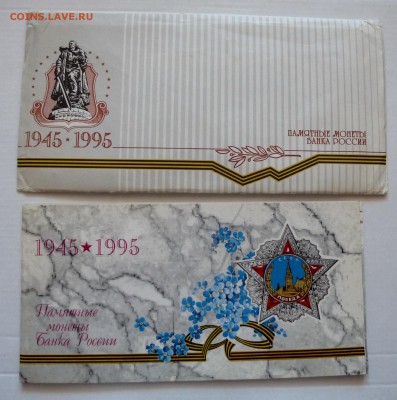 COINS.LAVE.RU
1945 • 1995
ПАМЯТНЫЕ МОНЕТЫ
БАНКА РОССИИ
1945 ★ 1995
Памятные
монеты
Банка России